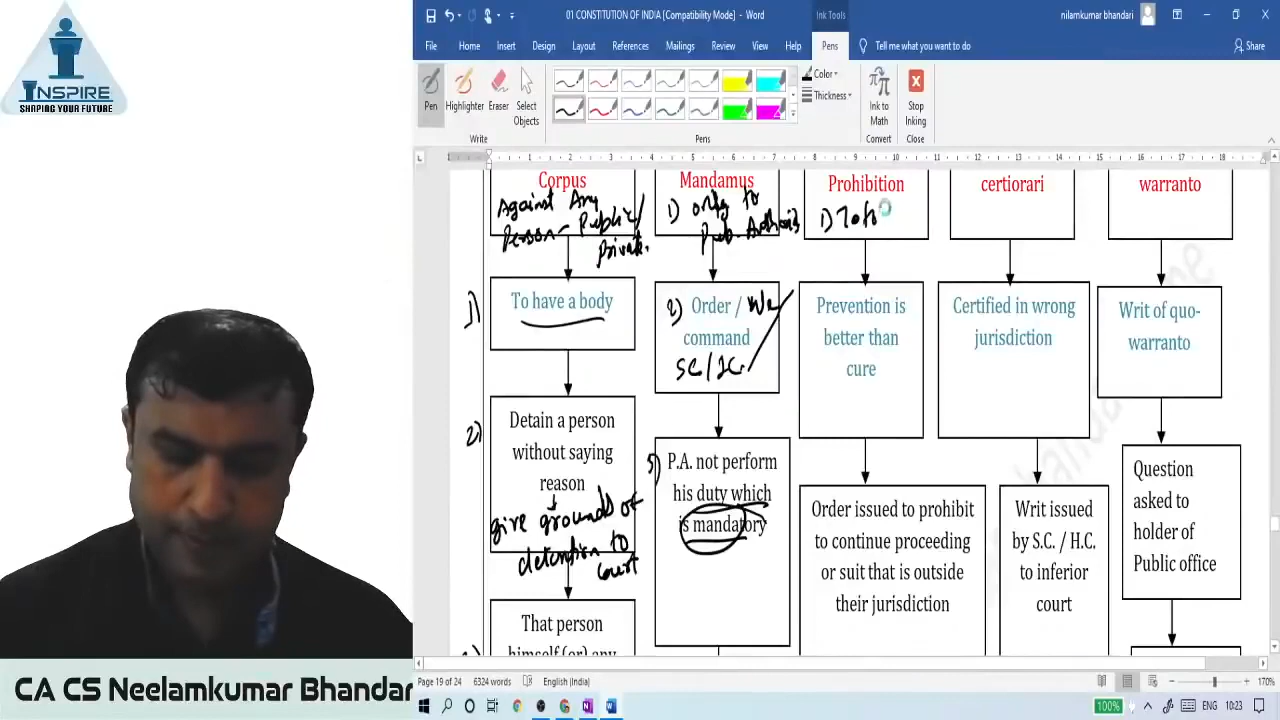 INSPIRE
SHAPING YOUR FUTURE
01 CONSTITUTION OF INDIA [Compatibility Mode] - Word
Ink Tools
nilamkumar bhandari
File
Home
Insert
Design
Layout
References
Mailings
Review
View
Help
Pens
Tell me what you want to do
Share
Pen
Highlighter
Eraser
Select Objects
Color
Thickness
Ink to Math
Stop Inking
Write
Pens
Convert
Close
Corpus
Against Any
Person - Public/
private.
1) To have a body
2) Detain a person
without saying
reason
give grounds of
detention to
court
That person
himself (or) any
Mandamus
1) only to
Pub.
2) Order /
command
SC/
3) P.A. not perform
his duty which
is mandatory
Prohibition
1)
Prevention is
better than
cure
Order issued to prohibit
to continue proceeding
or suit that is outside
their jurisdiction
certiorari
Certified in wrong
jurisdiction
Writ issued
by S.C. / H.C.
to inferior
court
warranto
Writ of quo-
warranto
Question
asked to
holder of
Public office
CA CS Neelamkumar Bhandar
Page 19 of 24
6324 words
English (India)
170%
100%
ENG
10:23